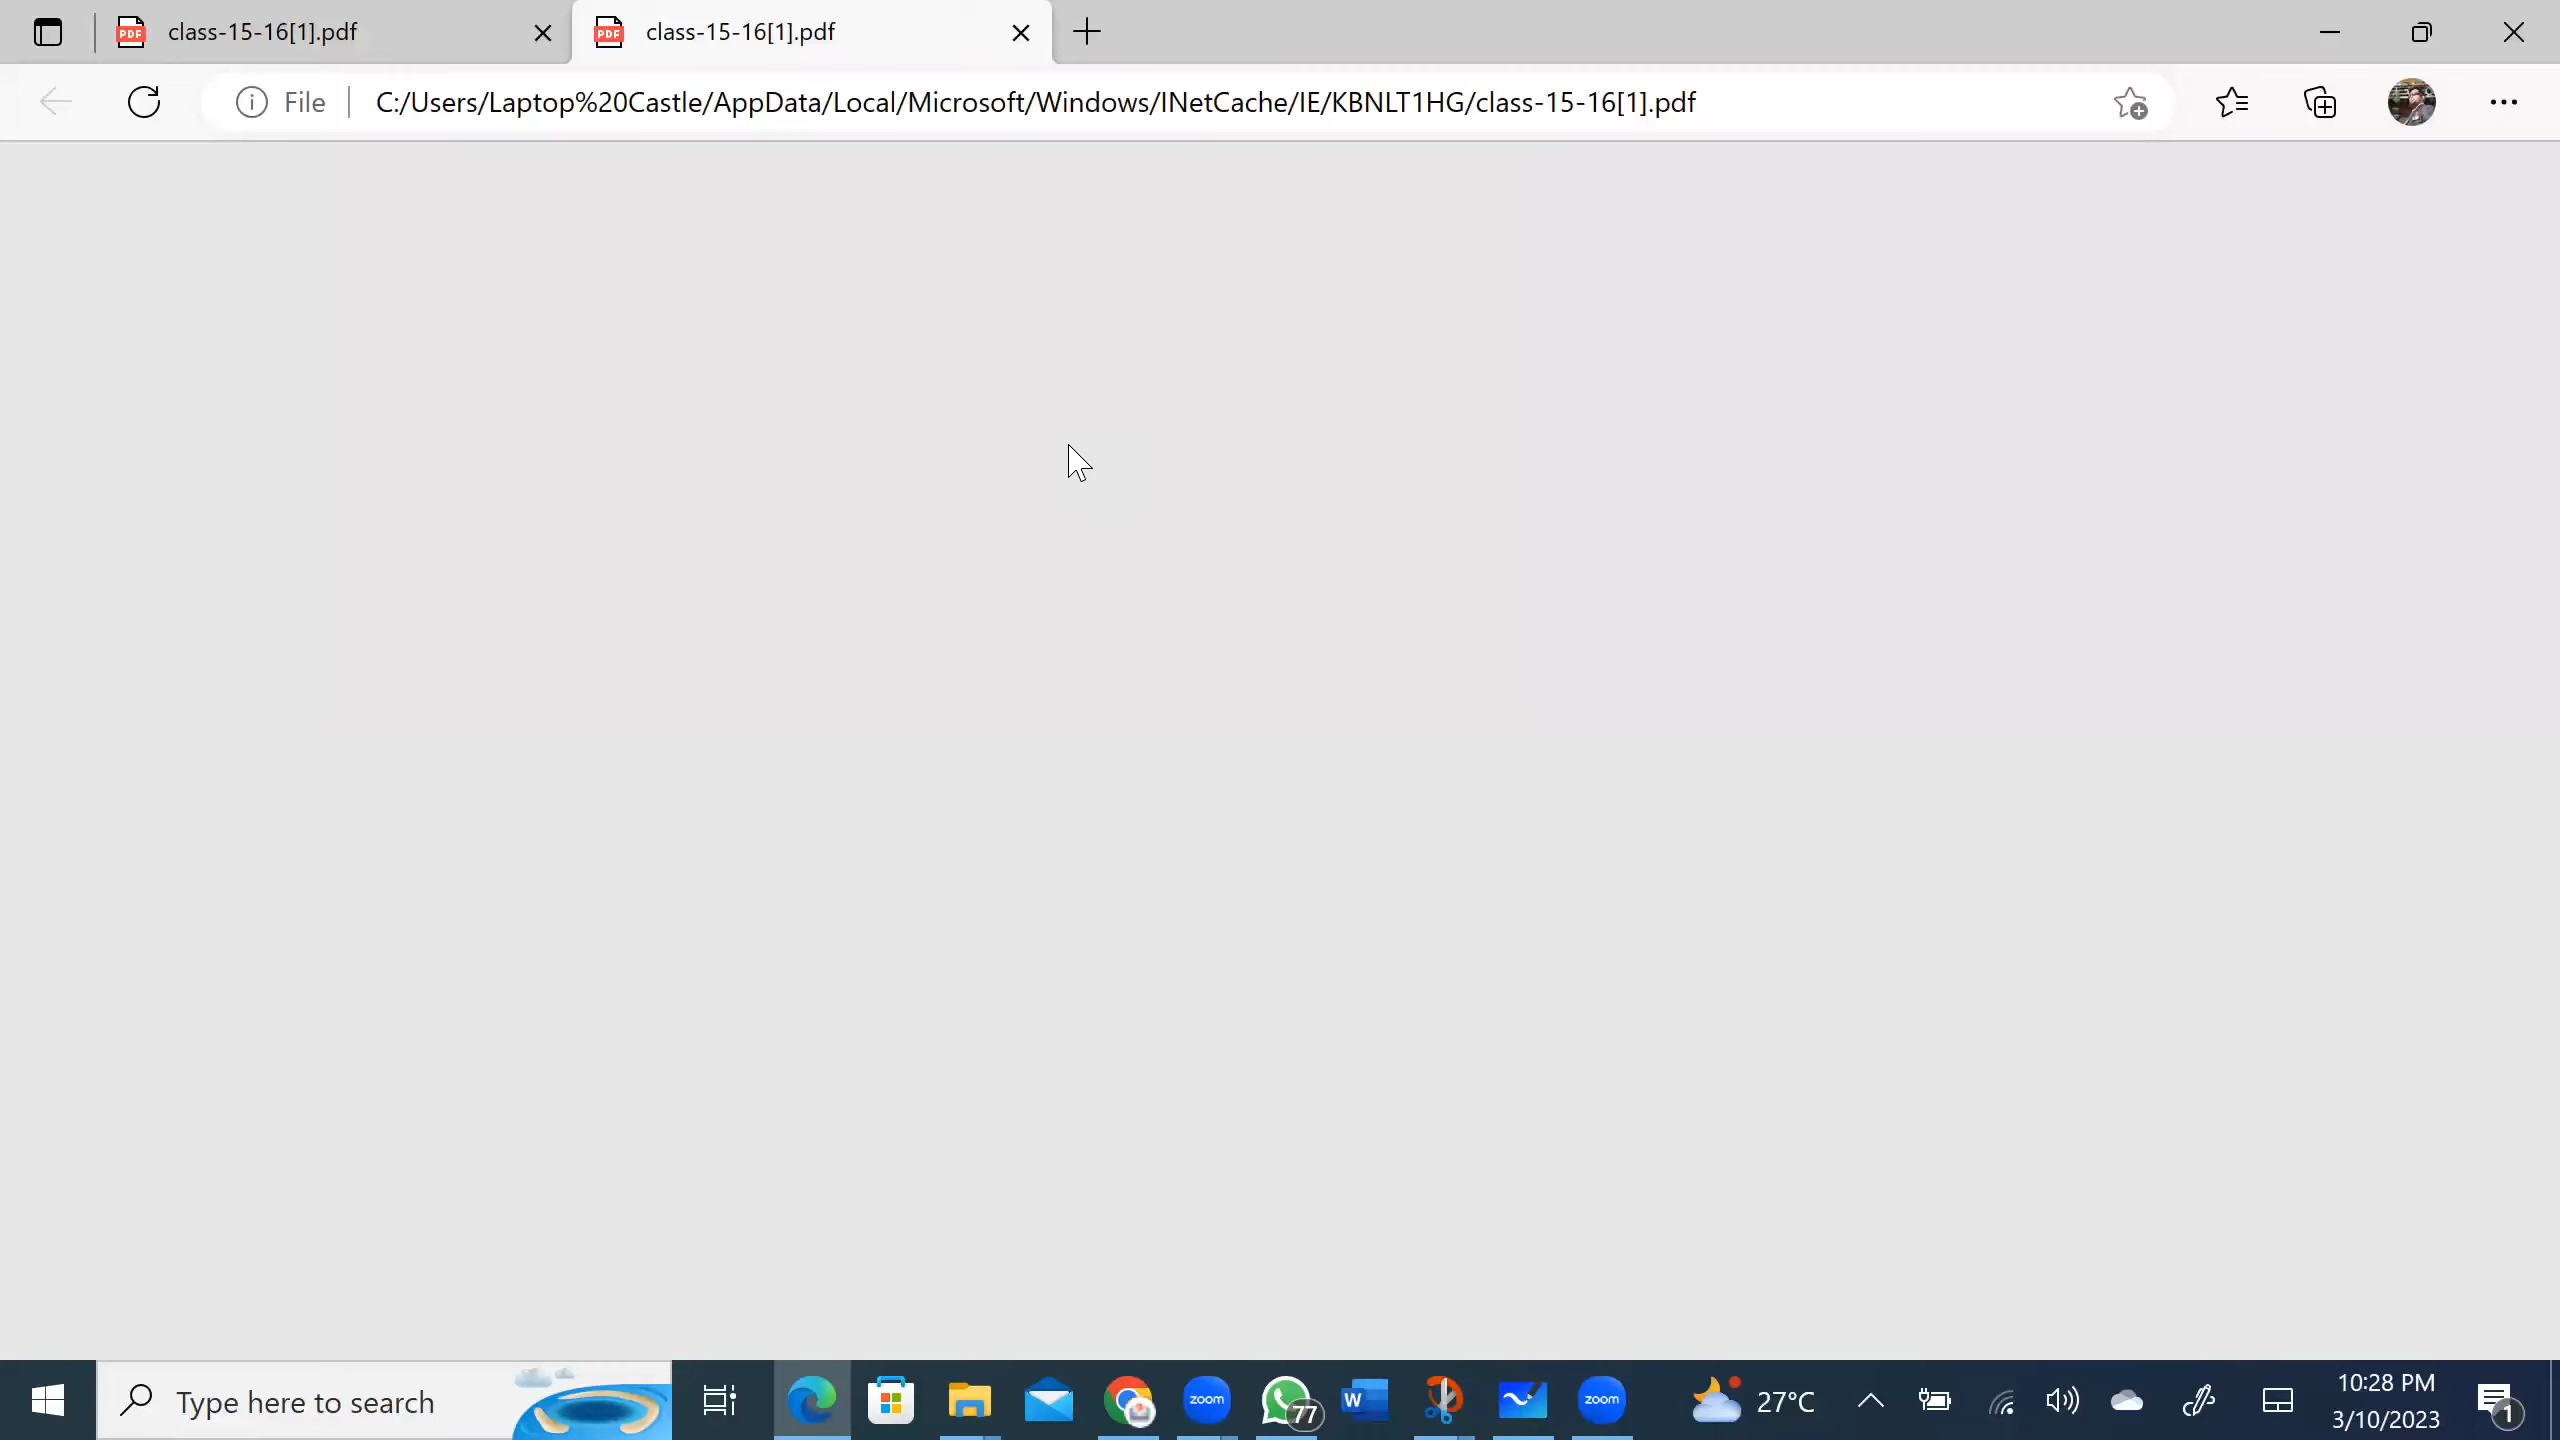 PDF class-15-16[1].pdf
PDF class-15-16[1].pdf
File C:/Users/Laptop%20Castle/AppData/Local/Microsoft/Windows/INetCache/IE/KBNLT1HG/class-15-16[1].pdf
Type here to search
zoom
77
W
zoom
27°C
10:28 PM
3/10/2023
1